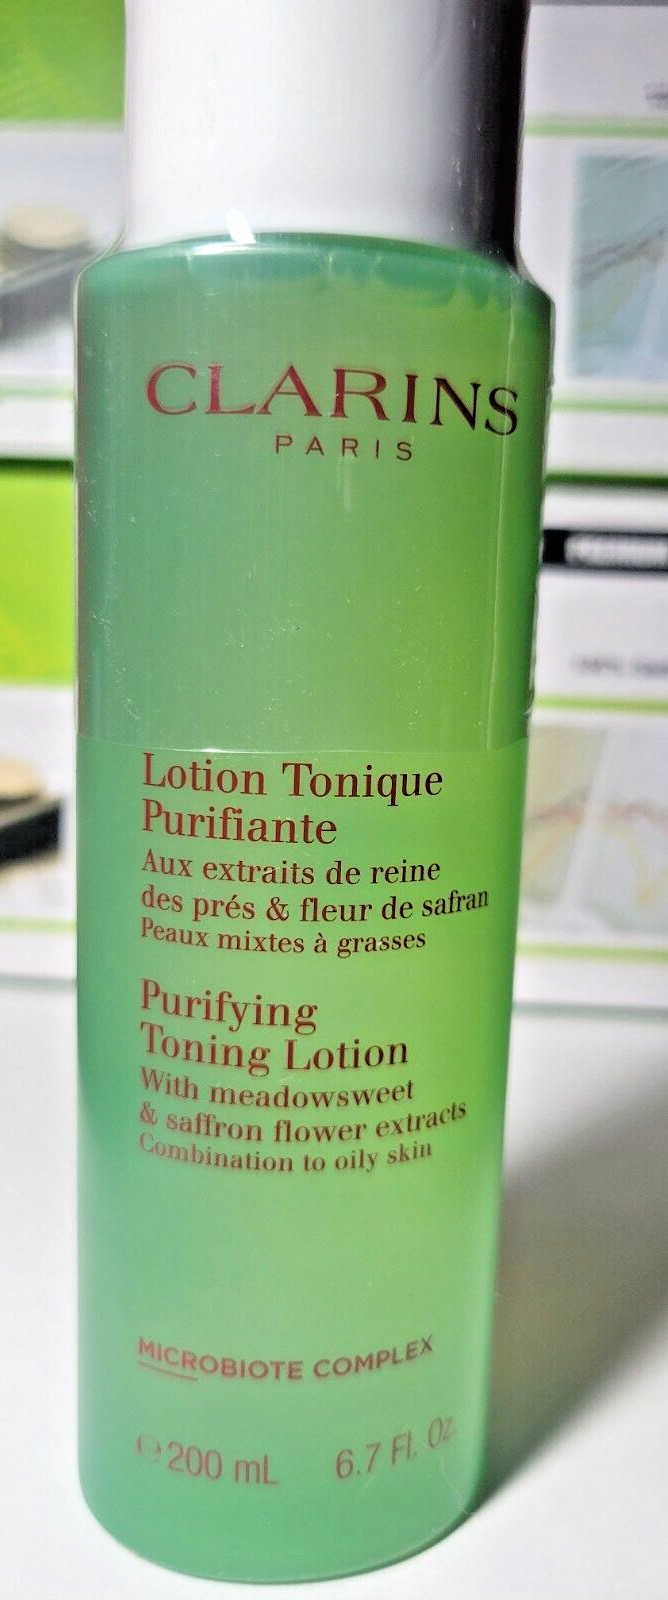 CLARINS
PARIS
Lotion Tonique
Purifiante
Aux extraits de reine
des prés & fleur de safran
Peaux mixtes à grasses
Purifying
Toning Lotion
With meadowsweet
& saffron flower extracts
Combination to oily skin
MICROBIOTE COMPLEX
℮200 mL 6.7 Fl. Oz.